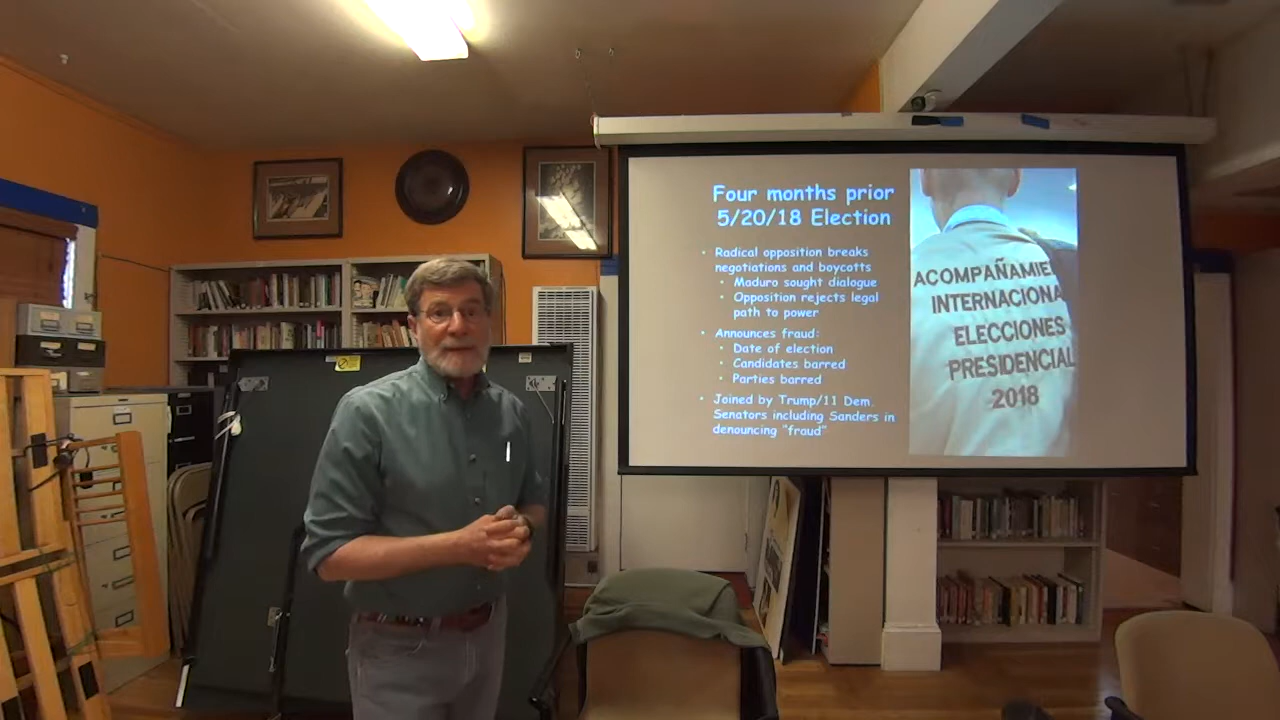 Four months prior
5/20/18 Election
• Radical opposition breaks
negotiations and boycotts
• Maduro sought dialogue
• Opposition rejects legal
path to power
• Announces fraud:
• Date of election
• Candidates barred
• Parties barred
• Joined by Trump/11 Dem.
Senators including Sanders in
denouncing "fraud"
ACOMPAÑAMIE
INTERNACIONA
ELECCIONES
PRESIDENCIAL
2018